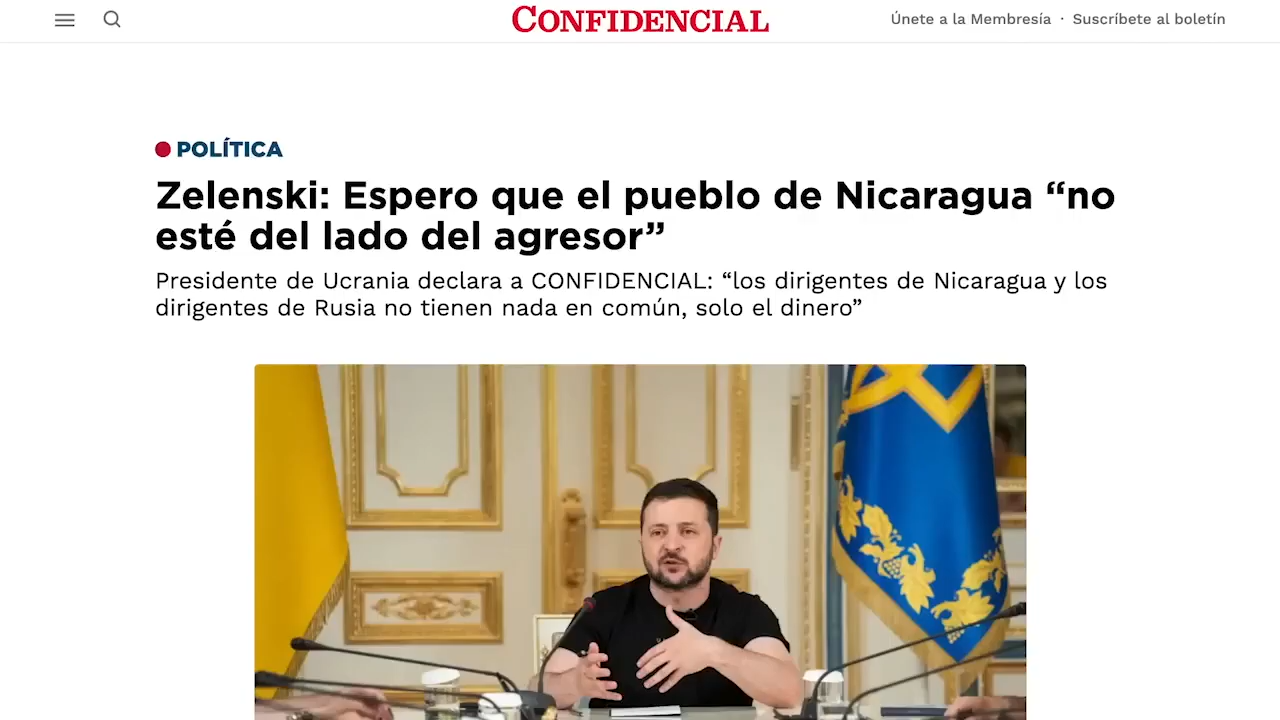 CONFIDENCIAL
Únete a la Membresía · Suscríbete al boletín
POLÍTICA
Zelenski: Espero que el pueblo de Nicaragua “no
esté del lado del agresor”
Presidente de Ucrania declara a CONFIDENCIAL: “los dirigentes de Nicaragua y los
dirigentes de Rusia no tienen nada en común, solo el dinero”